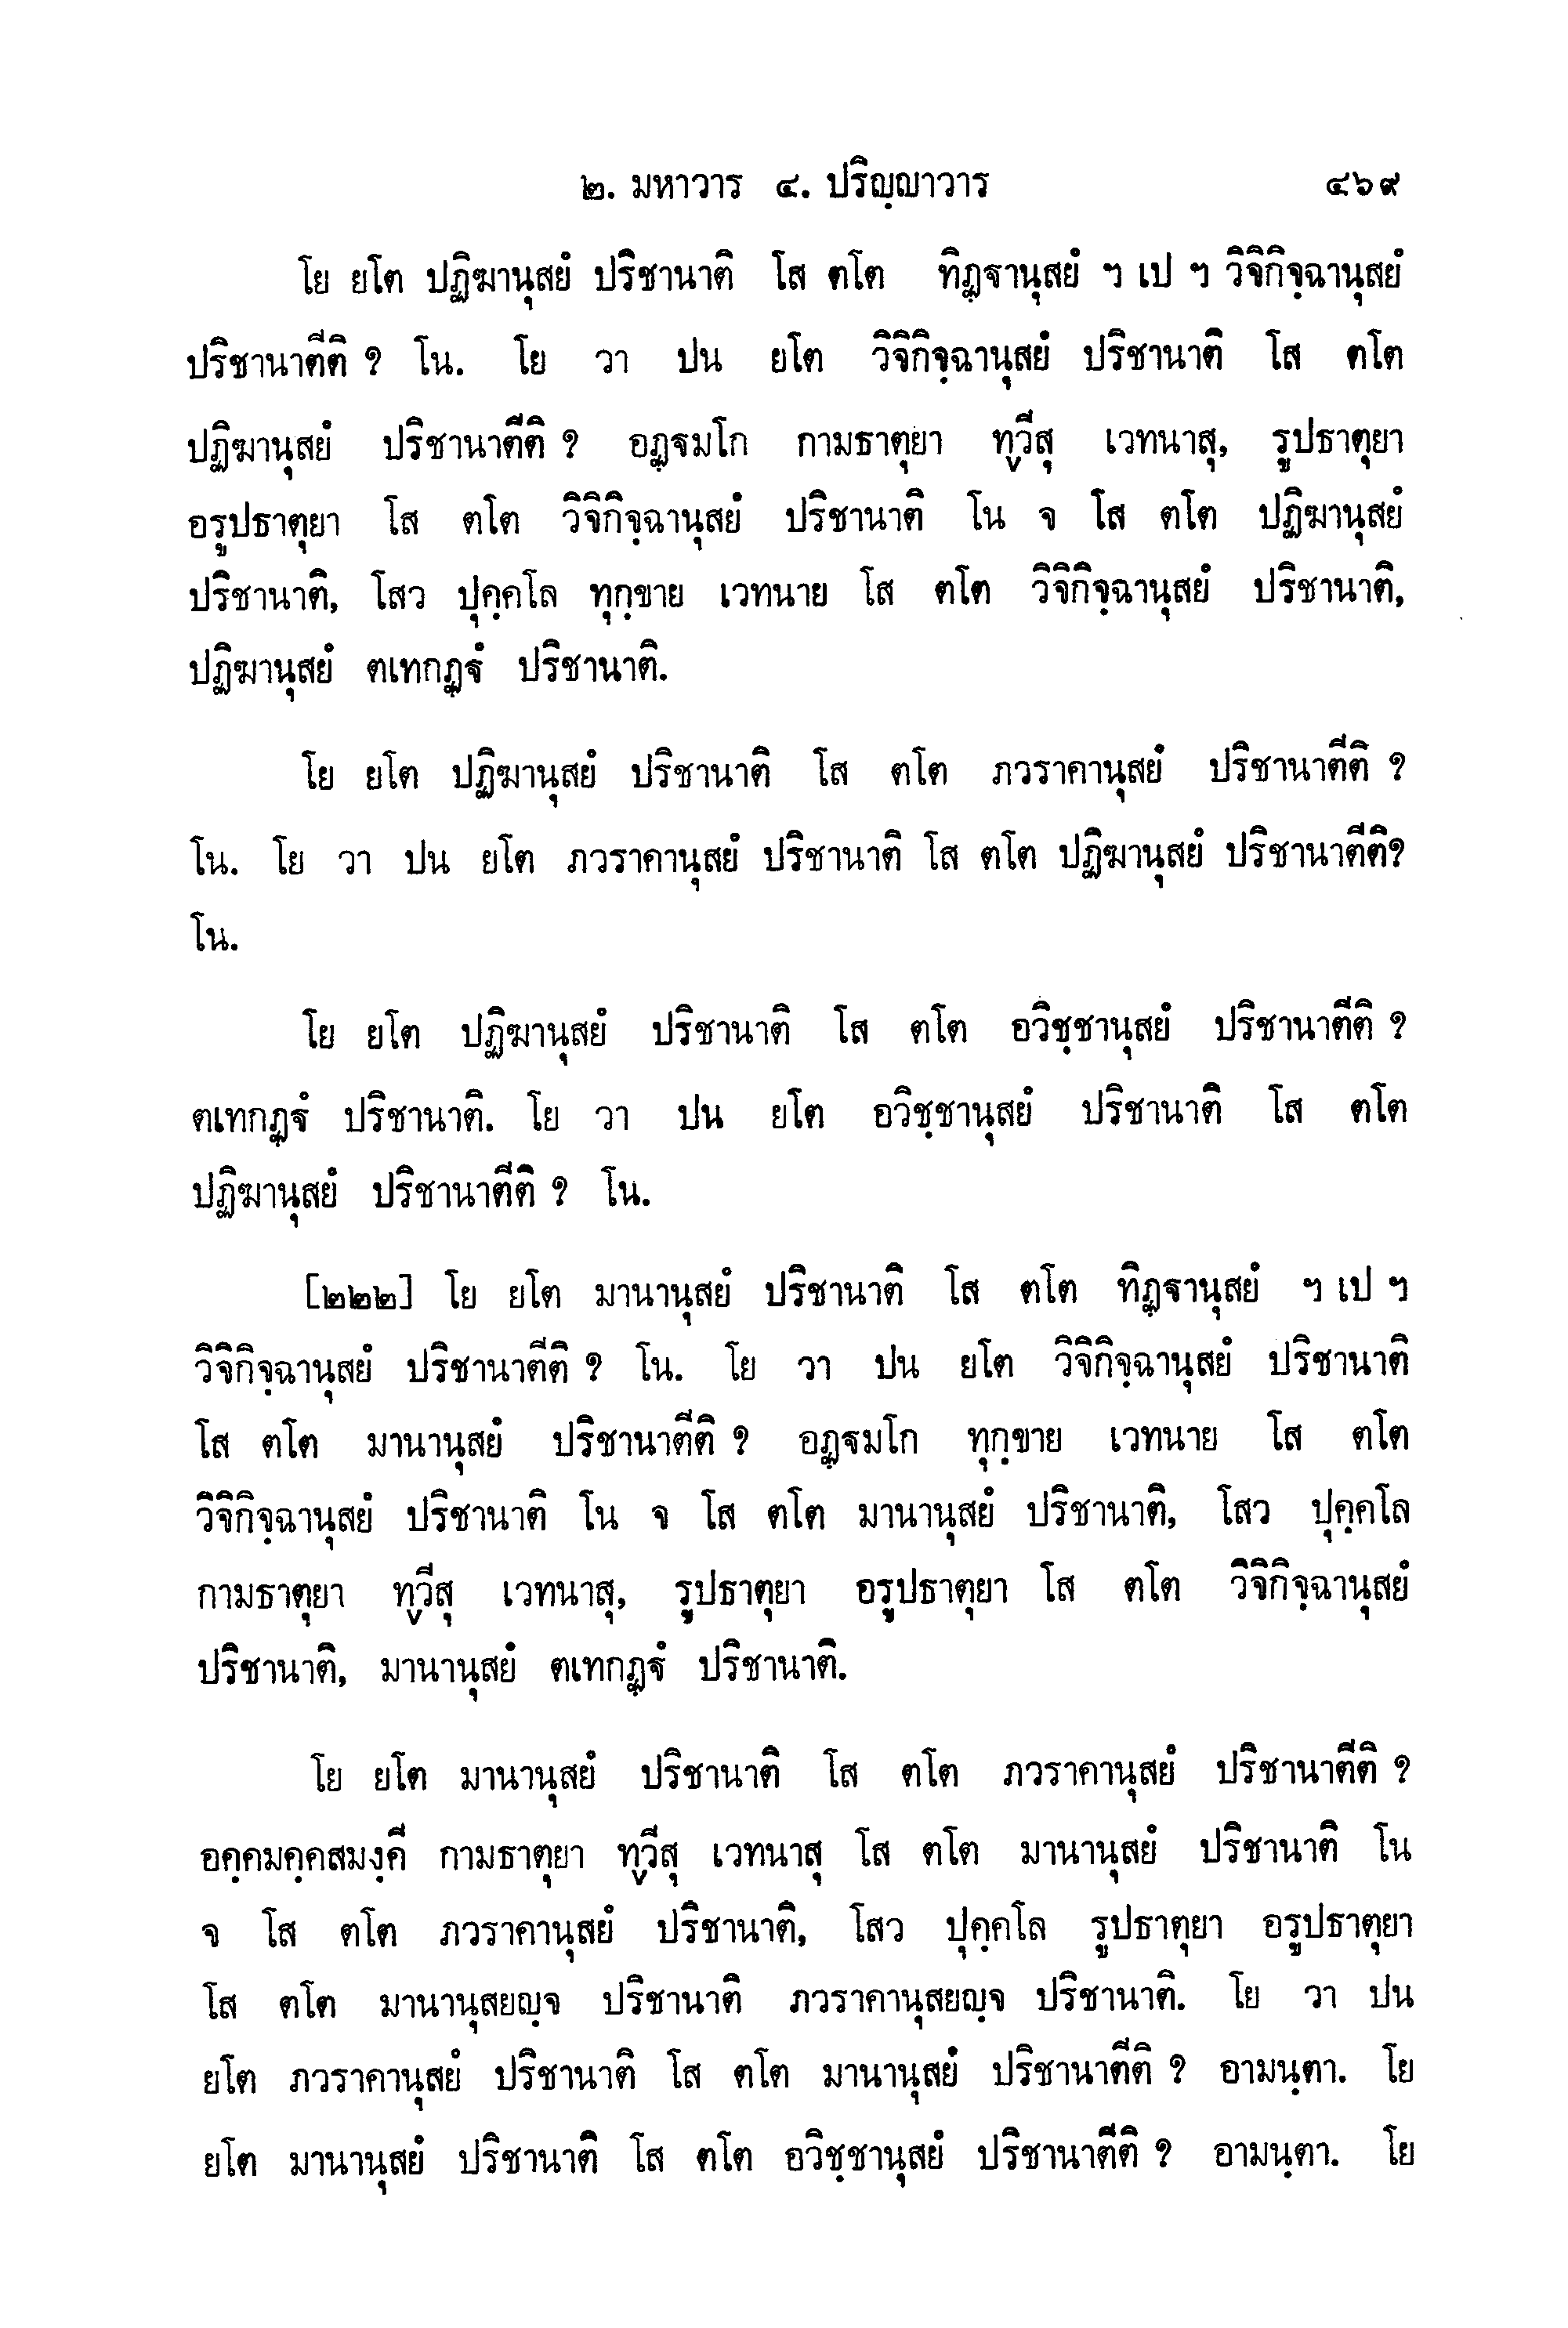 ๒. มหาวาร ๔. ปริญฺญาวาร ๔๖๙
โย ยโต ปฏิฆานุสยํ ปริชานาติ โส ตโต ทิฏฺฐานุสยํ ฯ เป ฯ วิจิกิจฺฉานุสยํ
ปริชานาตีติ ? โน. โย วา ปน ยโต วิจิกิจฺฉานุสยํ ปริชานาติ โส ตโต
ปฏิฆานุสยํ ปริชานาตีติ ? อฏฺฐมโก กามธาตุยา ทฺวีสุ เวทนาสุ, รูปธาตุยา
อรูปธาตุยา โส ตโต วิจิกิจฺฉานุสยํ ปริชานาติ โน จ โส ตโต ปฏิฆานุสยํ
ปริชานาติ, โสว ปุคฺคโล ทุกฺขาย เวทนาย โส ตโต วิจิกิจฺฉานุสยํ ปริชานาติ,
ปฏิฆานุสยํ ตเทกฏฺฐํ ปริชานาติ.
โย ยโต ปฏิฆานุสยํ ปริชานาติ โส ตโต ภวราคานุสยํ ปริชานาตีติ ?
โน. โย วา ปน ยโต ภวราคานุสยํ ปริชานาติ โส ตโต ปฏิฆานุสยํ ปริชานาตีติ?
โน.
โย ยโต ปฏิฆานุสยํ ปริชานาติ โส ตโต อวิชฺชานุสยํ ปริชานาตีติ ?
ตเทกฏฺฐํ ปริชานาติ. โย วา ปน ยโต อวิชฺชานุสยํ ปริชานาติ โส ตโต
ปฏิฆานุสยํ ปริชานาตีติ ? โน.
[๒๒๒] โย ยโต มานานุสยํ ปริชานาติ โส ตโต ทิฏฺฐานุสยํ ฯ เป ฯ
วิจิกิจฺฉานุสยํ ปริชานาตีติ ? โน. โย วา ปน ยโต วิจิกิจฺฉานุสยํ ปริชานาติ
โส ตโต มานานุสยํ ปริชานาตีติ ? อฏฺฐมโก ทุกฺขาย เวทนาย โส ตโต
วิจิกิจฺฉานุสยํ ปริชานาติ โน จ โส ตโต มานานุสยํ ปริชานาติ, โสว ปุคฺคโล
กามธาตุยา ทฺวีสุ เวทนาสุ, รูปธาตุยา อรูปธาตุยา โส ตโต วิจิกิจฺฉานุสยํ
ปริชานาติ, มานานุสยํ ตเทกฏฺฐํ ปริชานาติ.
โย ยโต มานานุสยํ ปริชานาติ โส ตโต ภวราคานุสยํ ปริชานาตีติ ?
อคฺคมคฺคสมงฺคี กามธาตุยา ทฺวีสุ เวทนาสุ โส ตโต มานานุสยํ ปริชานาติ โน
จ โส ตโต ภวราคานุสยํ ปริชานาติ, โสว ปุคฺคโล รูปธาตุยา อรูปธาตุยา
โส ตโต มานานุสยญฺจ ปริชานาติ ภวราคานุสยญฺจ ปริชานาติ. โย วา ปน
ยโต ภวราคานุสยํ ปริชานาติ โส ตโต มานานุสยํ ปริชานาตีติ ? อามนฺตา. โย
ยโต มานานุสยํ ปริชานาติ โส ตโต อวิชฺชานุสยํ ปริชานาตีติ ? อามนฺตา. โย